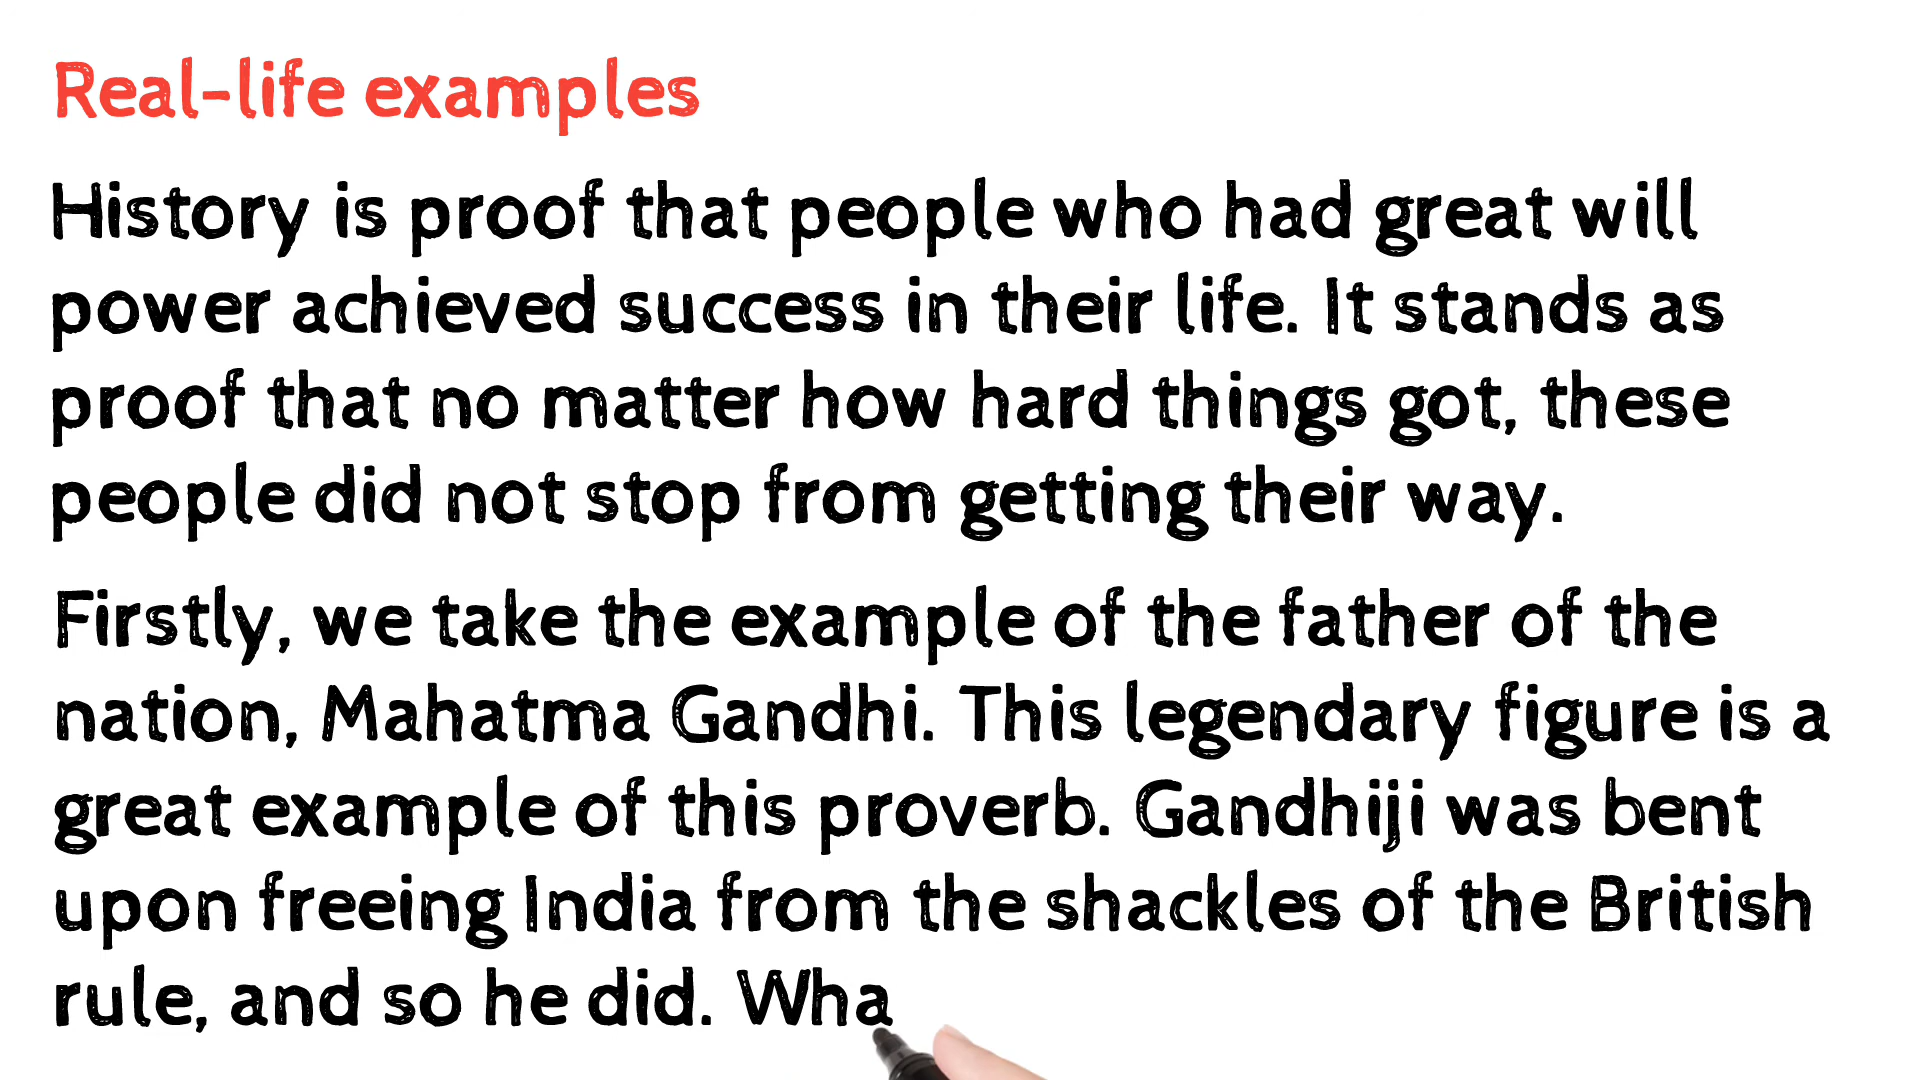 Real-life examples
History is proof that people who had great will
power achieved success in their life. It stands as
proof that no matter how hard things got, these
people did not stop from getting their way.
Firstly, we take the example of the father of the
nation, Mahatma Gandhi. This legendary figure is a
great example of this proverb. Gandhiji was bent
upon freeing India from the shackles of the British
rule, and so he did. Wha